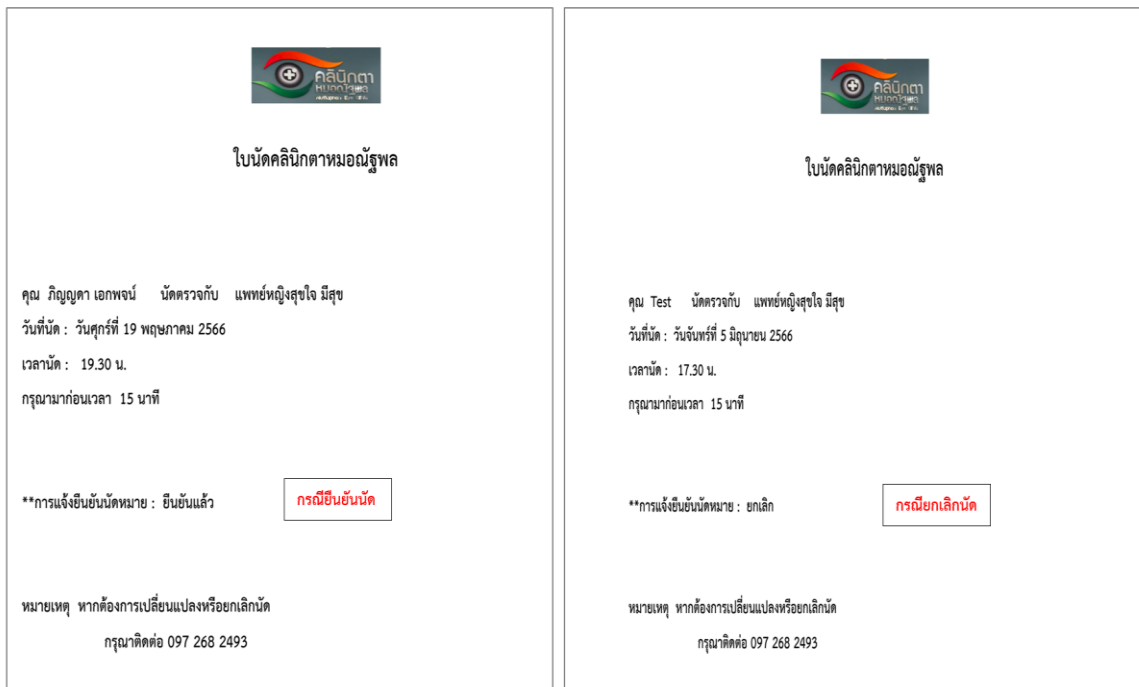 คลินิกตา
ใบนัดคลินิกตาหมอณัฐพล
คุณ ภิญญดา เอกพจน์ นัดตรวจกับ แพทย์หญิงสุขใจ มีสุข
วันที่นัด : วันศุกร์ที่ 19 พฤษภาคม 2566
เวลานัด : 19.30 น.
กรุณามาก่อนเวลา 15 นาที
**การแจ้งยืนยันนัดหมาย : ยืนยันแล้ว
กรณียืนยันนัด
หมายเหตุ หากต้องการเปลี่ยนแปลงหรือยกเลิกนัด
กรุณาติดต่อ 097 268 2493
คลินิกตา
ใบนัดคลินิกตาหมอณัฐพล
คุณ Test นัดตรวจกับ แพทย์หญิงสุขใจ มีสุข
วันที่นัด : วันจันทร์ที่ 5 มิถุนายน 2566
เวลานัด : 17.30 น.
กรุณามาก่อนเวลา 15 นาที
**การแจ้งยืนยันนัดหมาย : ยกเลิก
กรณียกเลิกนัด
หมายเหตุ หากต้องการเปลี่ยนแปลงหรือยกเลิกนัด
กรุณาติดต่อ 097 268 2493